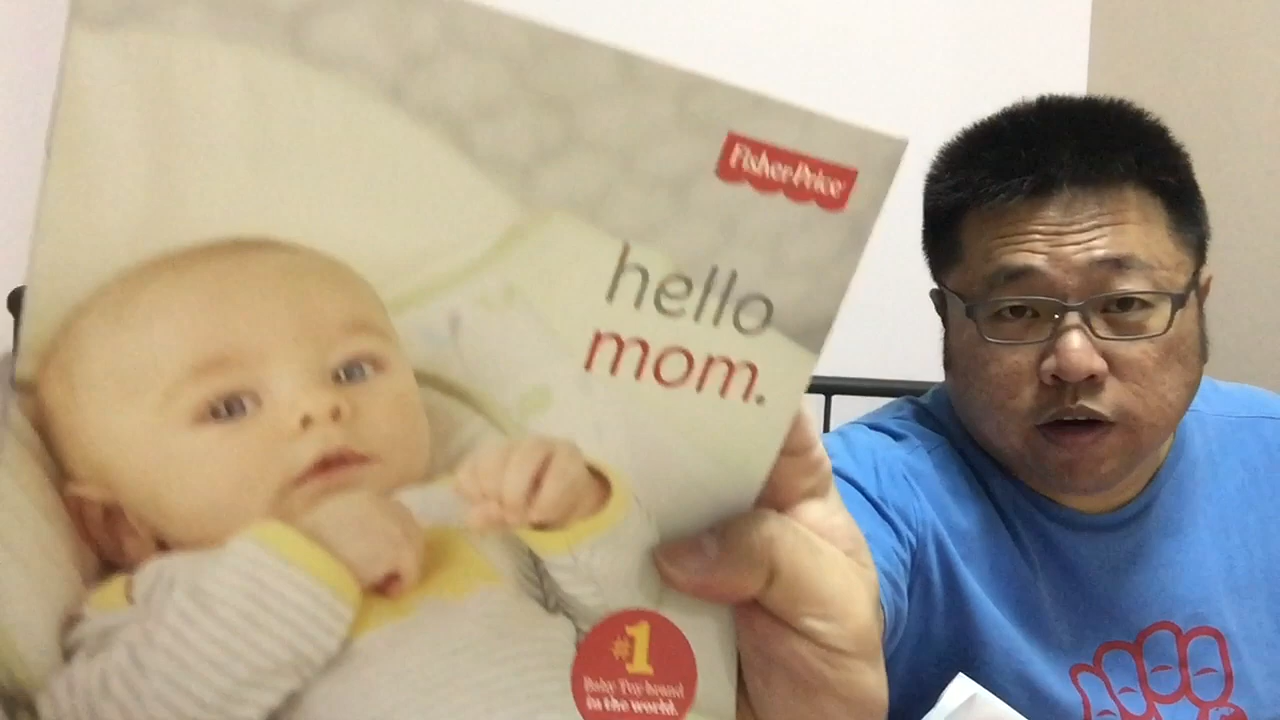 Fisher-Price
hello
mom.
#1
Baby Toy brand
in the world.